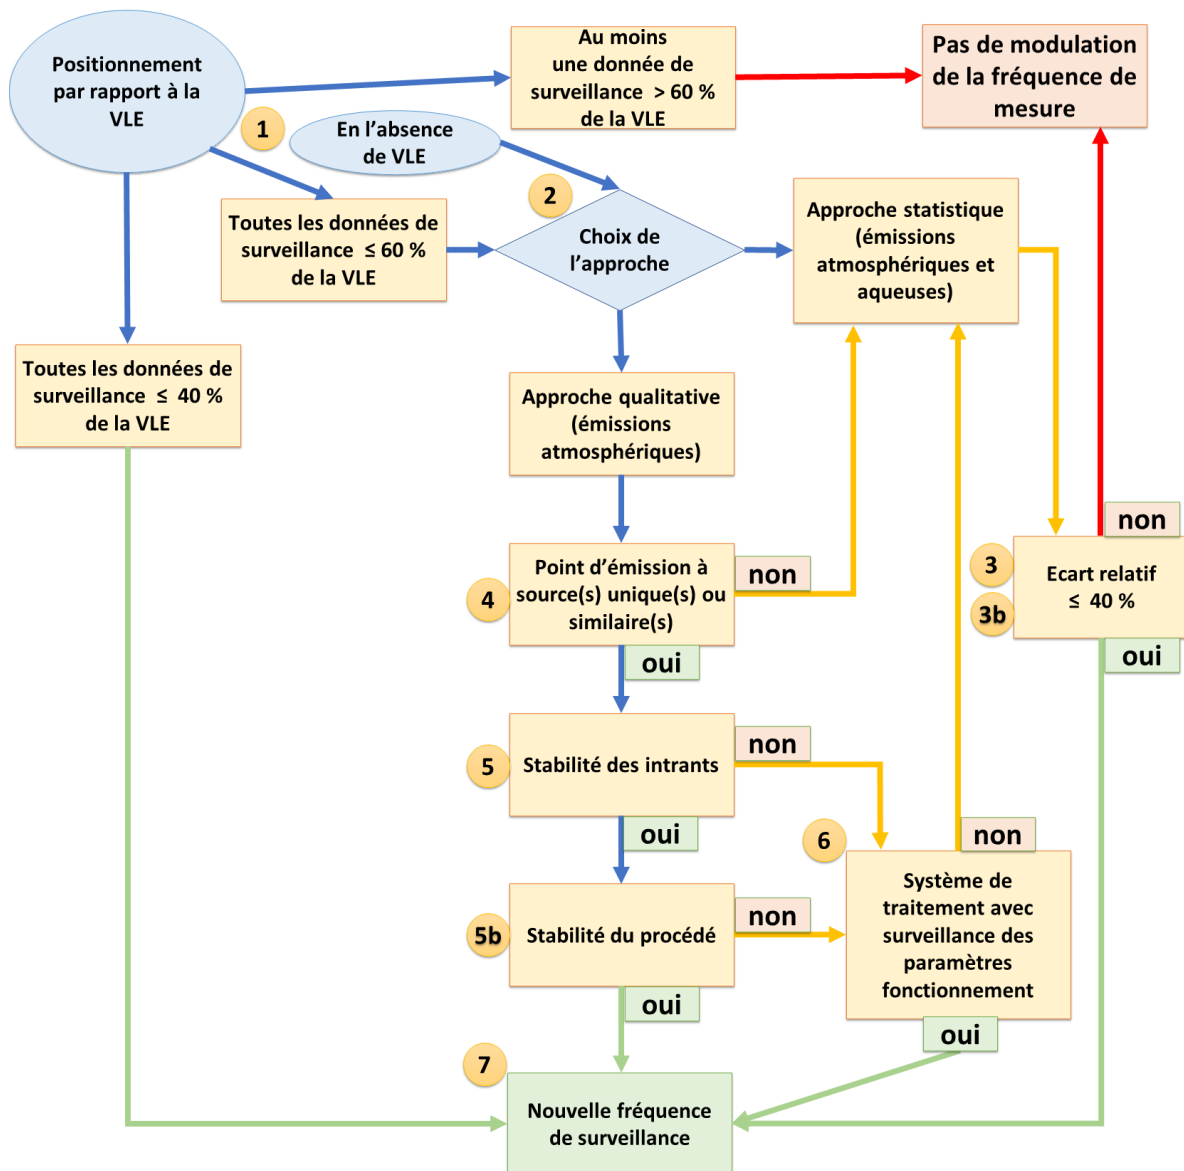 Positionnement
par rapport à la
VLE
1
Au moins
une donnée de
surveillance > 60 %
de la VLE
Pas de modulation
de la fréquence de
mesure
En l'absence
de VLE
2
Toutes les données de
surveillance ≤ 60 %
de la VLE
Choix de
l'approche
Approche statistique
(émissions
atmosphériques et
aqueuses)
Toutes les données de
surveillance ≤ 40 %
de la VLE
Approche qualitative
(émissions
atmosphériques)
non
3
3b
Ecart relatif
≤ 40 %
oui
4
Point d'émission à
source(s) unique(s) ou
similaire(s)
non
oui
5
Stabilité des intrants
non
oui
6
non
Système de
traitement avec
surveillance des
paramètres
fonctionnement
oui
5b
Stabilité du procédé
non
oui
7
Nouvelle fréquence
de surveillance